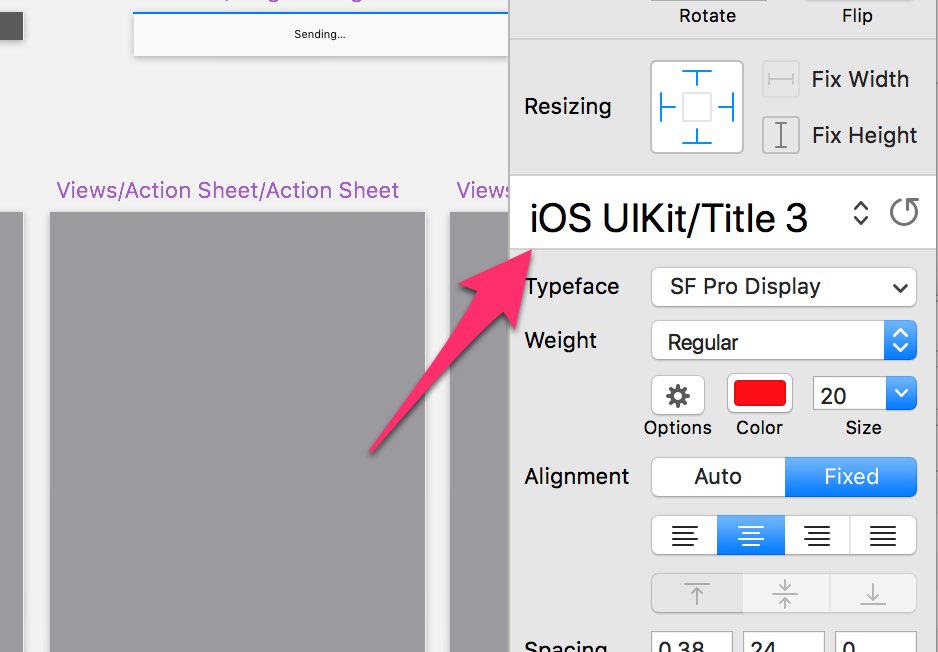 Rotate
Flip
Sending...
Resizing
Fix Width
Fix Height
Views/Action Sheet/Action Sheet
iOS UIKit/Title 3
Typeface
SF Pro Display
Weight
Regular
20
Options
Color
Size
Alignment
Auto
Fixed
Spacing
0.38
24
0